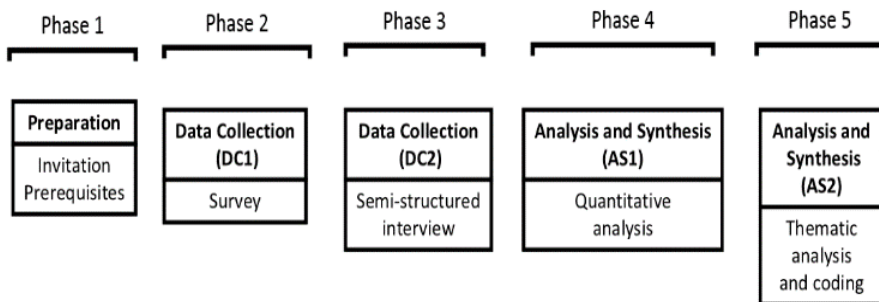 Phase 1
Phase 2
Phase 3
Phase 4
Phase 5
Preparation
Invitation
Prerequisites
Data Collection
(DC1)
Survey
Data Collection
(DC2)
Semi-structured
interview
Analysis and Synthesis
(AS1)
Quantitative
analysis
Analysis and
Synthesis
(AS2)
Thematic
analysis
and coding